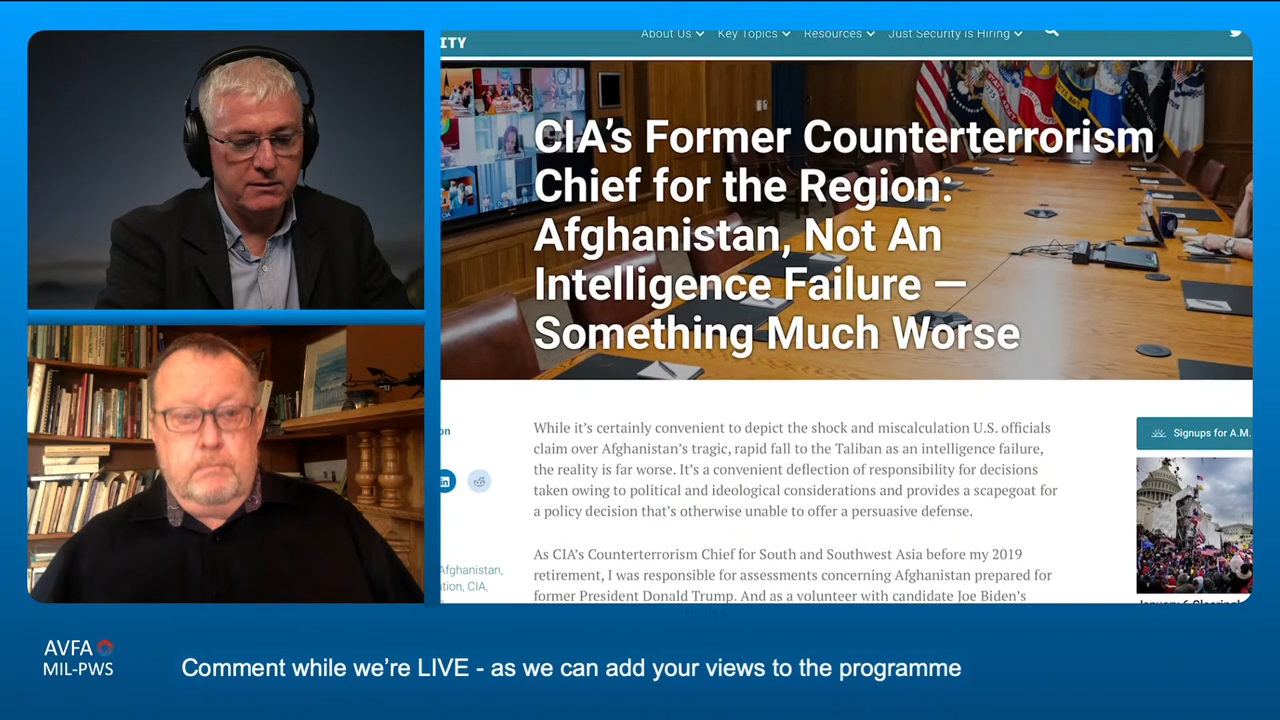 ITY
About Us
Key Topics
Resources
Just Security is Hiring
CIA's Former Counterterrorism
Chief for the Region:
Afghanistan, Not An
Intelligence Failure —
Something Much Worse
on
While it's certainly convenient to depict the shock and miscalculation U.S. officials
claim over Afghanistan's tragic, rapid fall to the Taliban as an intelligence failure,
the reality is far worse. It's a convenient deflection of responsibility for decisions
taken owing to political and ideological considerations and provides a scapegoat for
a policy decision that's otherwise unable to offer a persuasive defense.
Signups for A.M.
in
Afghanistan,
tion, CIA,
As CIA's Counterterrorism Chief for South and Southwest Asia before my 2019
retirement, I was responsible for assessments concerning Afghanistan prepared for
former President Donald Trump. And as a volunteer with candidate Joe Biden's
AVFA
MIL-PWS
Comment while we're LIVE - as we can add your views to the programme